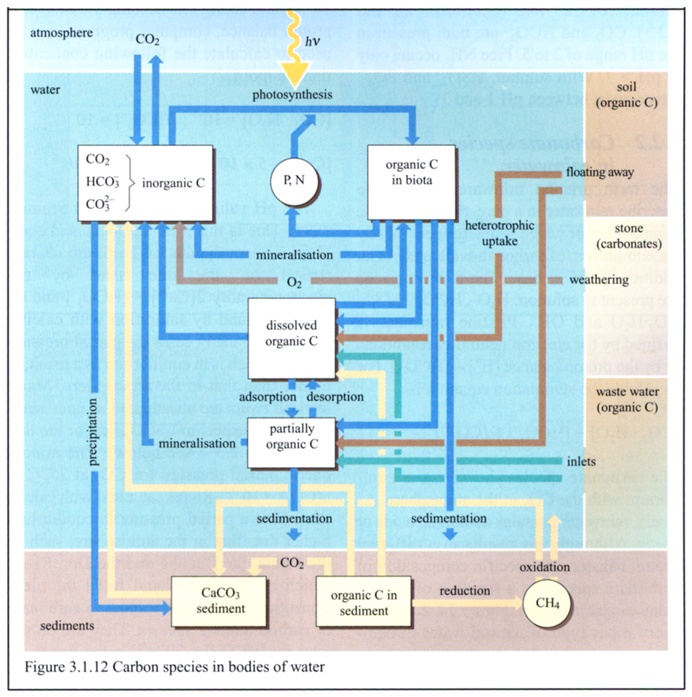 atmosphere
CO2
hν
water
photosynthesis
soil
(organic C)
CO2
HCO3-
CO3 2-
inorganic C
P, N
organic C
in biota
floating away
heterotrophic
uptake
stone
(carbonates)
mineralisation
O2
weathering
dissolved
organic C
adsorption
desorption
waste water
(organic C)
precipitation
partially
organic C
mineralisation
inlets
sedimentation
sedimentation
CO2
oxidation
CaCO3
sediment
organic C in
sediment
reduction
CH4
sediments
Figure 3.1.12 Carbon species in bodies of water